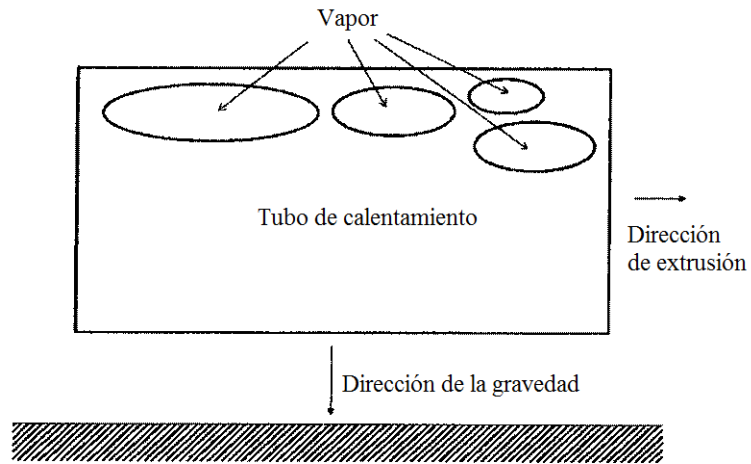 Vapor
Tubo de calentamiento
Dirección
de extrusión
Dirección de la gravedad